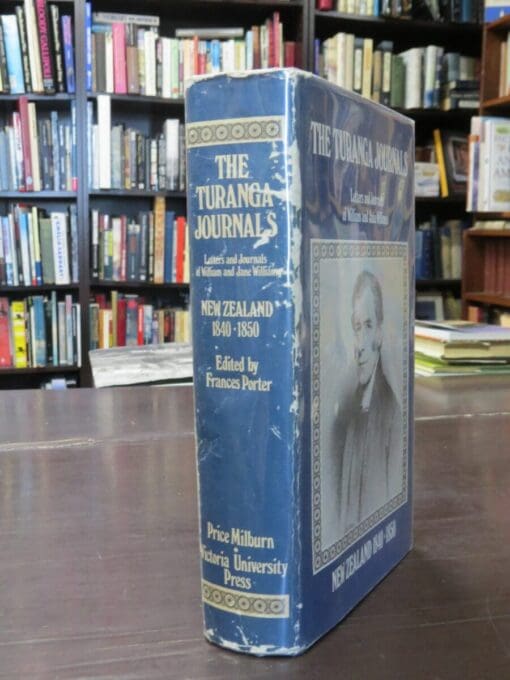 THE
TURANGA
JOURNALS
Letters and Journals
of William and Jane Williams
NEW ZEALAND
1840·1850
Edited by
Frances Porter
Price Milburn
Victoria University
Press
THE TURANGA JOURNALS
Letters and Journals
of William and Jane Williams
NEW ZEALAND 1840·1850